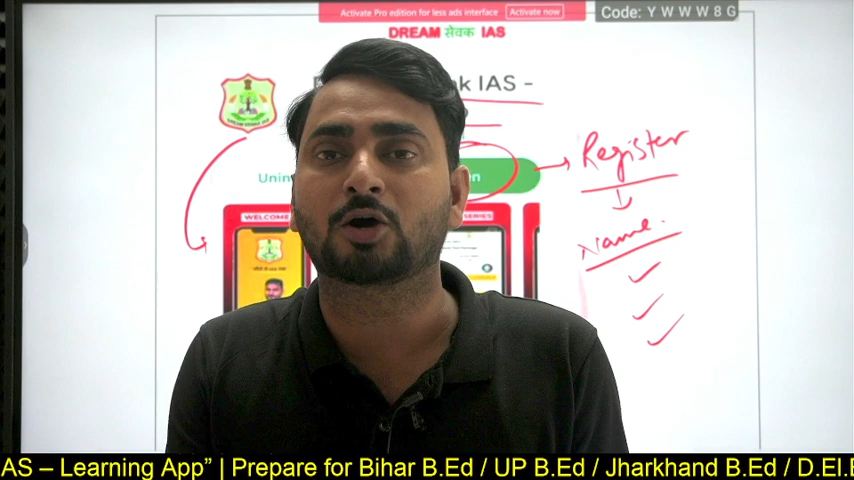 Activate Pro edition for less ads interface Activate now
Code: Y W W W 8 G
DREAM सेवक IAS
IAS -
Register
Name.
WELCOME
SERIES
AS – Learning App” | Prepare for Bihar B.Ed / UP B.Ed / Jharkhand B.Ed / D.El.E